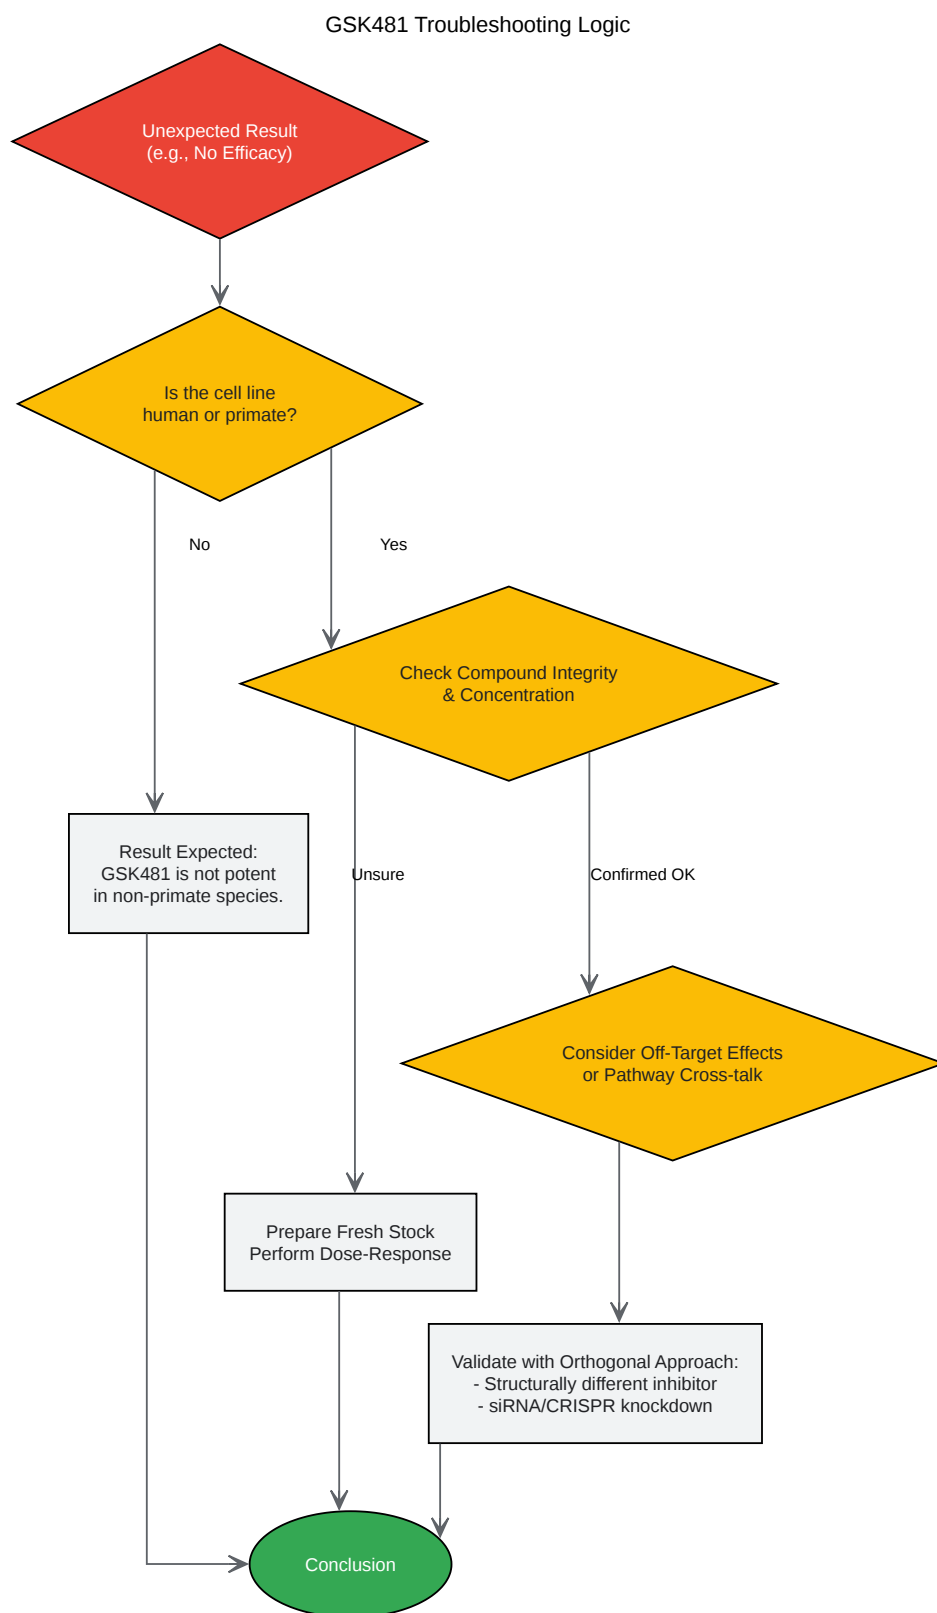 GSK481 Troubleshooting Logic
Unexpected Result
(e.g., No Efficacy)
Is the cell line
human or primate?
No
Yes
Check Compound Integrity
& Concentration
Result Expected:
GSK481 is not potent
in non-primate species.
Unsure
Confirmed OK
Consider Off-Target Effects
or Pathway Cross-talk
Prepare Fresh Stock
Perform Dose-Response
Validate with Orthogonal Approach:
- Structurally different inhibitor
- siRNA/CRISPR knockdown
Conclusion